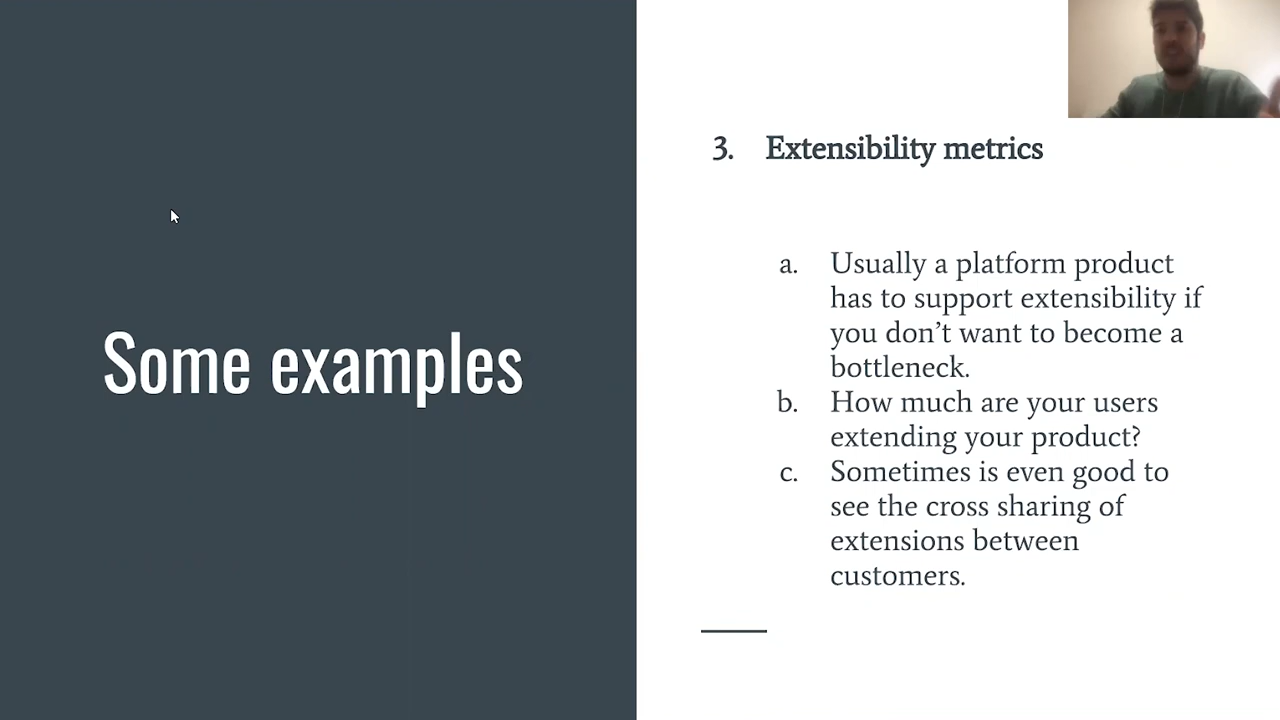 Some examples
3. Extensibility metrics
a. Usually a platform product
has to support extensibility if
you don’t want to become a
bottleneck.
b. How much are your users
extending your product?
c. Sometimes is even good to
see the cross sharing of
extensions between
customers.